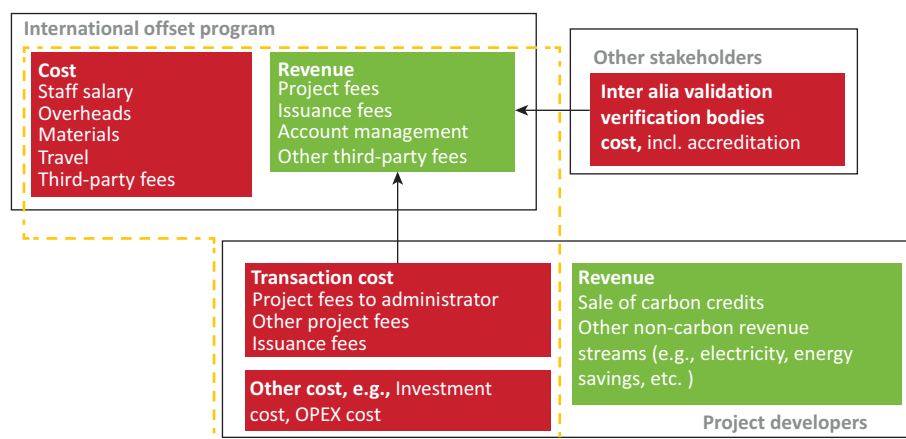 International offset program
Cost
Staff salary
Overheads
Materials
Travel
Third-party fees
Revenue
Project fees
Issuance fees
Account management
Other third-party fees
Other stakeholders
Inter alia validation
verification bodies
cost, incl. accreditation
Transaction cost
Project fees to administrator
Other project fees
Issuance fees
Other cost, e.g., Investment
cost, OPEX cost
Revenue
Sale of carbon credits
Other non-carbon revenue
streams (e.g., electricity, energy
savings, etc. )
Project developers